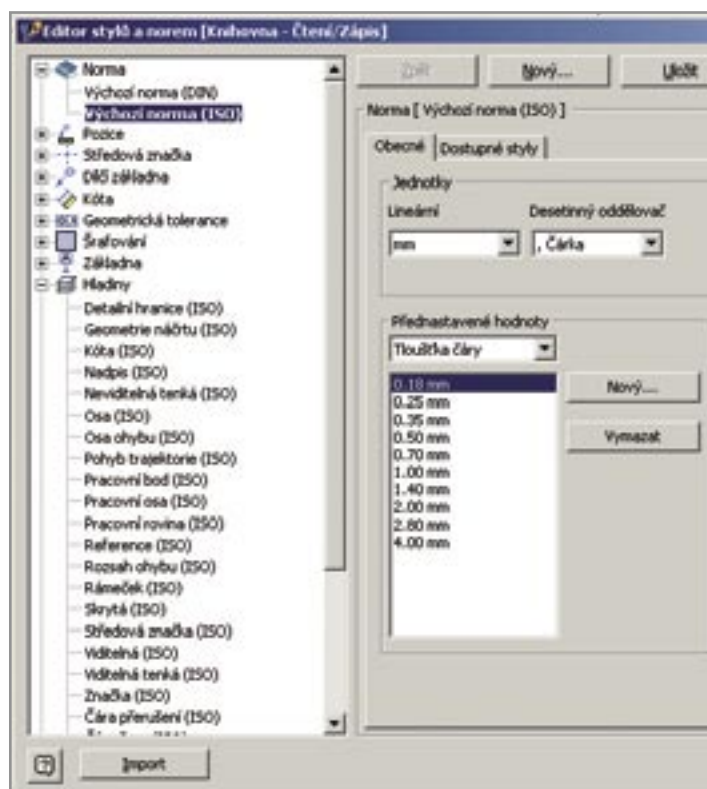 Editor stylů a norem [Knihovna - Čtení/Zápis]
Norma
Výchozí norma (DIN)
Výchozí norma (ISO)
Pozice
Středová značka
Dílčí základna
Kóta
Geometrická tolerance
Šrafování
Základna
Hladiny
Detailní hranice (ISO)
Geometrie náčrtu (ISO)
Kóta (ISO)
Nadpis (ISO)
Neviditelná tenká (ISO)
Osa (ISO)
Osa ohybu (ISO)
Pohyb trajektorie (ISO)
Pracovní bod (ISO)
Pracovní osa (ISO)
Pracovní rovina (ISO)
Reference (ISO)
Rozsah ohybu (ISO)
Rámeček (ISO)
Skrytá (ISO)
Středová značka (ISO)
Viditelná (ISO)
Viditelná tenká (ISO)
Značka (ISO)
Čára přerušení (ISO)
Import
Zpět
Nový...
Uložit
Norma [ Výchozí norma (ISO) ]
Obecné
Dostupné styly
Jednotky
Lineární
Desetinný oddělovač
mm
, Čárka
Přednastavené hodnoty
Tloušťka čáry
0.18 mm
0.25 mm
0.35 mm
0.50 mm
0.70 mm
1.00 mm
1.40 mm
2.00 mm
2.80 mm
4.00 mm
Nový...
Vymazat